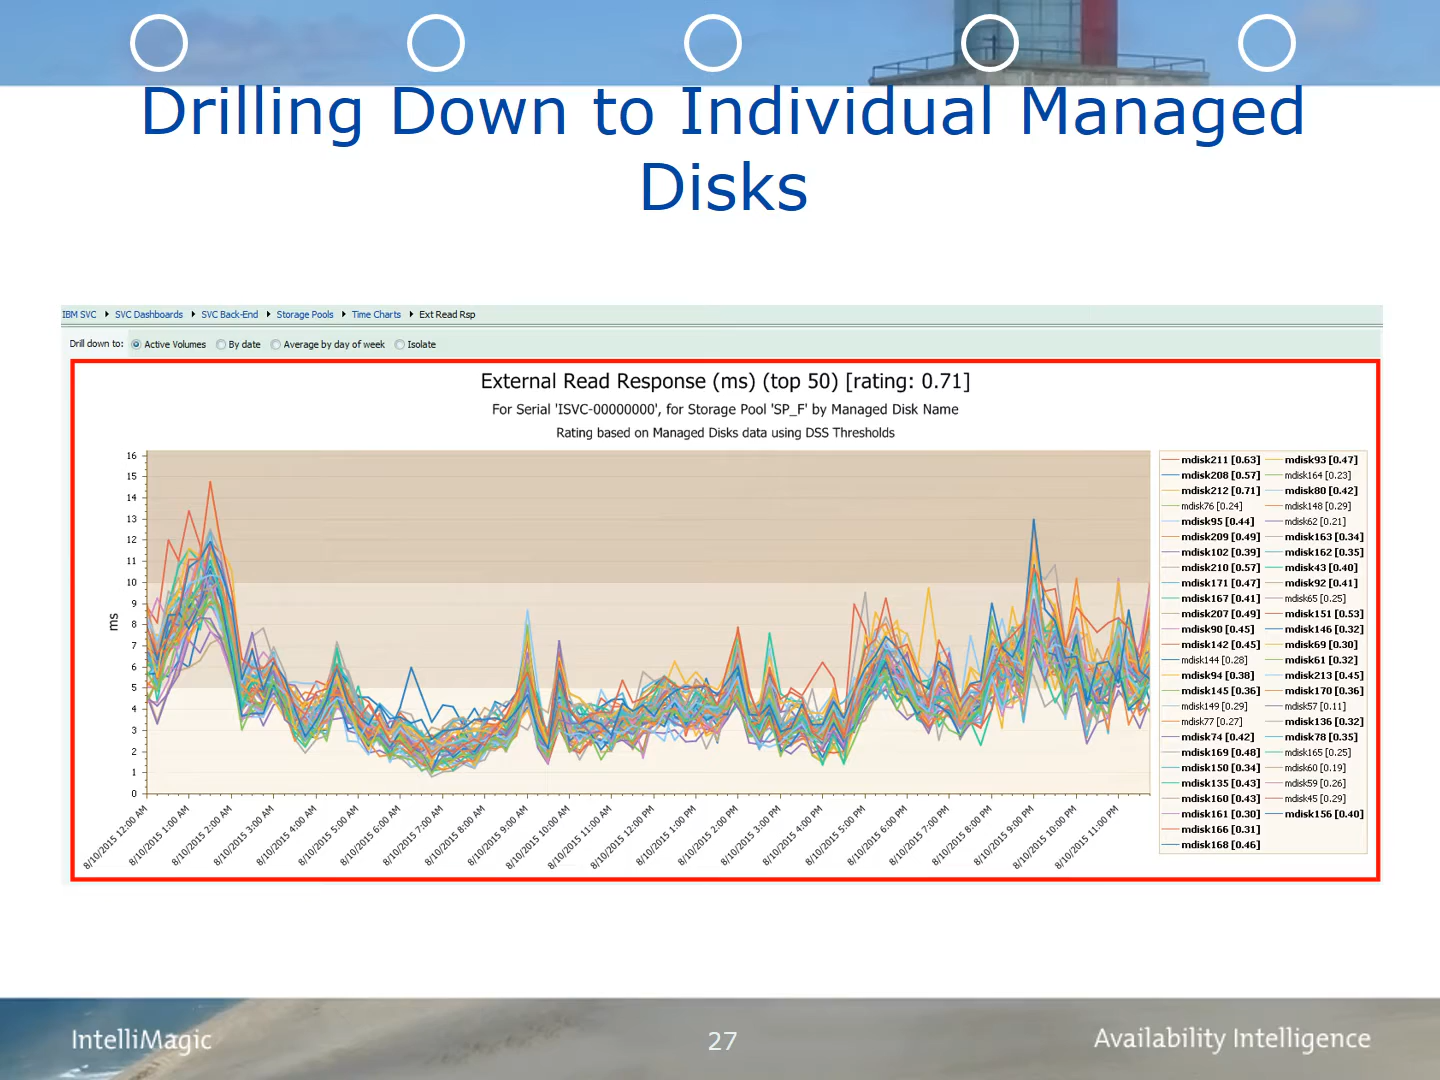 Drilling Down to Individual Managed
Disks
IBM SVC SVC Dashboards SVC Back-End Storage Pools Time Charts Ext Read Rsp
Drill down to: Active Volumes By date Average by day of week Isolate
External Read Response (ms) (top 50) [rating: 0.71]
For Serial 'ISVC-00000000', for Storage Pool 'SP_F' by Managed Disk Name
Rating based on Managed Disks data using DSS Thresholds
16
15
14
13
12
11
10
9
8
7
6
5
4
3
2
1
0
ms
8/10/2015 12:00 AM
8/10/2015 1:00 AM
8/10/2015 2:00 AM
8/10/2015 3:00 AM
8/10/2015 4:00 AM
8/10/2015 5:00 AM
8/10/2015 6:00 AM
8/10/2015 7:00 AM
8/10/2015 8:00 AM
8/10/2015 9:00 AM
8/10/2015 10:00 AM
8/10/2015 11:00 AM
8/10/2015 12:00 PM
8/10/2015 1:00 PM
8/10/2015 2:00 PM
8/10/2015 3:00 PM
8/10/2015 4:00 PM
8/10/2015 5:00 PM
8/10/2015 6:00 PM
8/10/2015 7:00 PM
8/10/2015 8:00 PM
8/10/2015 9:00 PM
8/10/2015 10:00 PM
8/10/2015 11:00 PM
mdisk211 [0.63] mdisk93 [0.47]
mdisk208 [0.57] mdisk164 [0.23]
mdisk212 [0.71] mdisk80 [0.42]
mdisk76 [0.24] mdisk148 [0.29]
mdisk95 [0.44] mdisk62 [0.21]
mdisk209 [0.49] mdisk163 [0.34]
mdisk102 [0.39] mdisk162 [0.35]
mdisk210 [0.57] mdisk43 [0.40]
mdisk171 [0.47] mdisk92 [0.41]
mdisk167 [0.41] mdisk65 [0.25]
mdisk207 [0.49] mdisk151 [0.53]
mdisk90 [0.45] mdisk146 [0.32]
mdisk142 [0.45] mdisk69 [0.30]
mdisk144 [0.28] mdisk61 [0.32]
mdisk94 [0.38] mdisk213 [0.45]
mdisk145 [0.36] mdisk170 [0.36]
mdisk149 [0.29] mdisk57 [0.11]
mdisk77 [0.27] mdisk136 [0.32]
mdisk74 [0.42] mdisk78 [0.35]
mdisk169 [0.48] mdisk165 [0.25]
mdisk150 [0.34] mdisk60 [0.19]
mdisk135 [0.43] mdisk59 [0.26]
mdisk160 [0.43] mdisk45 [0.29]
mdisk161 [0.30] mdisk156 [0.40]
mdisk166 [0.31]
mdisk168 [0.46]
IntelliMagic
27
Availability Intelligence